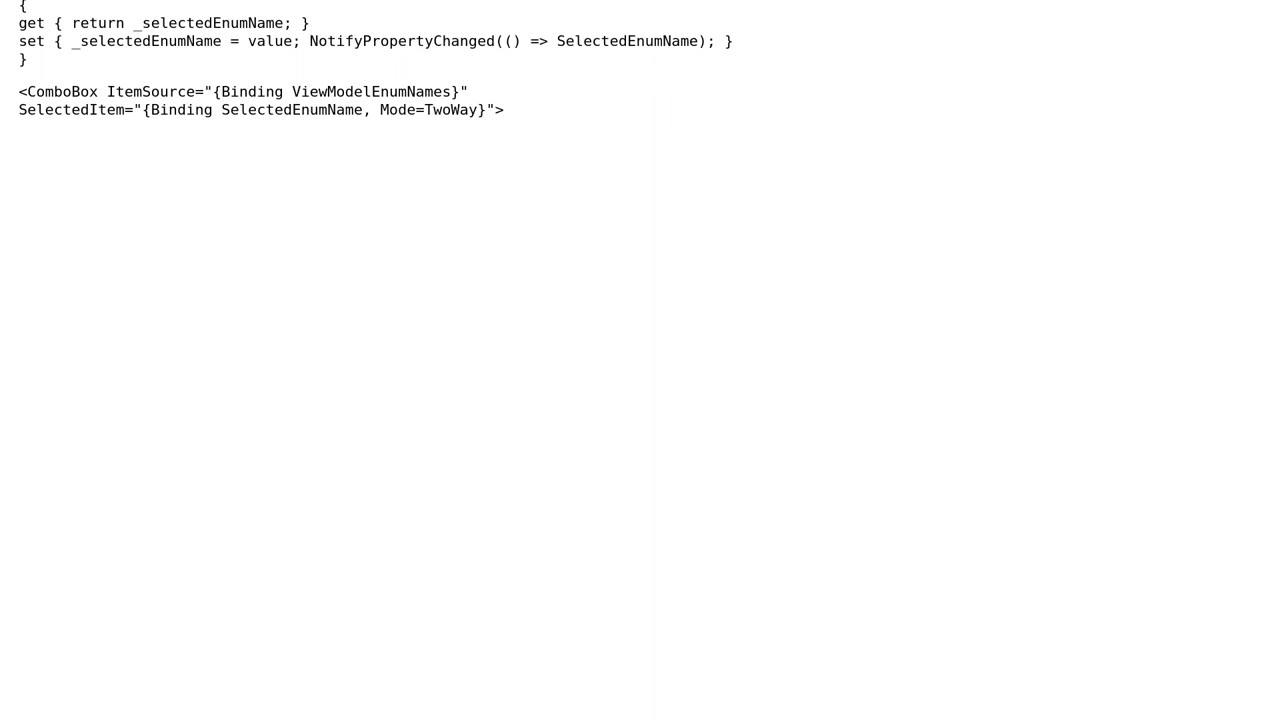 {
get { return _selectedEnumName; }
set { _selectedEnumName = value; NotifyPropertyChanged(() => SelectedEnumName); }
}
<ComboBox ItemSource="{Binding ViewModelEnumNames}"
SelectedItem="{Binding SelectedEnumName, Mode=TwoWay}">